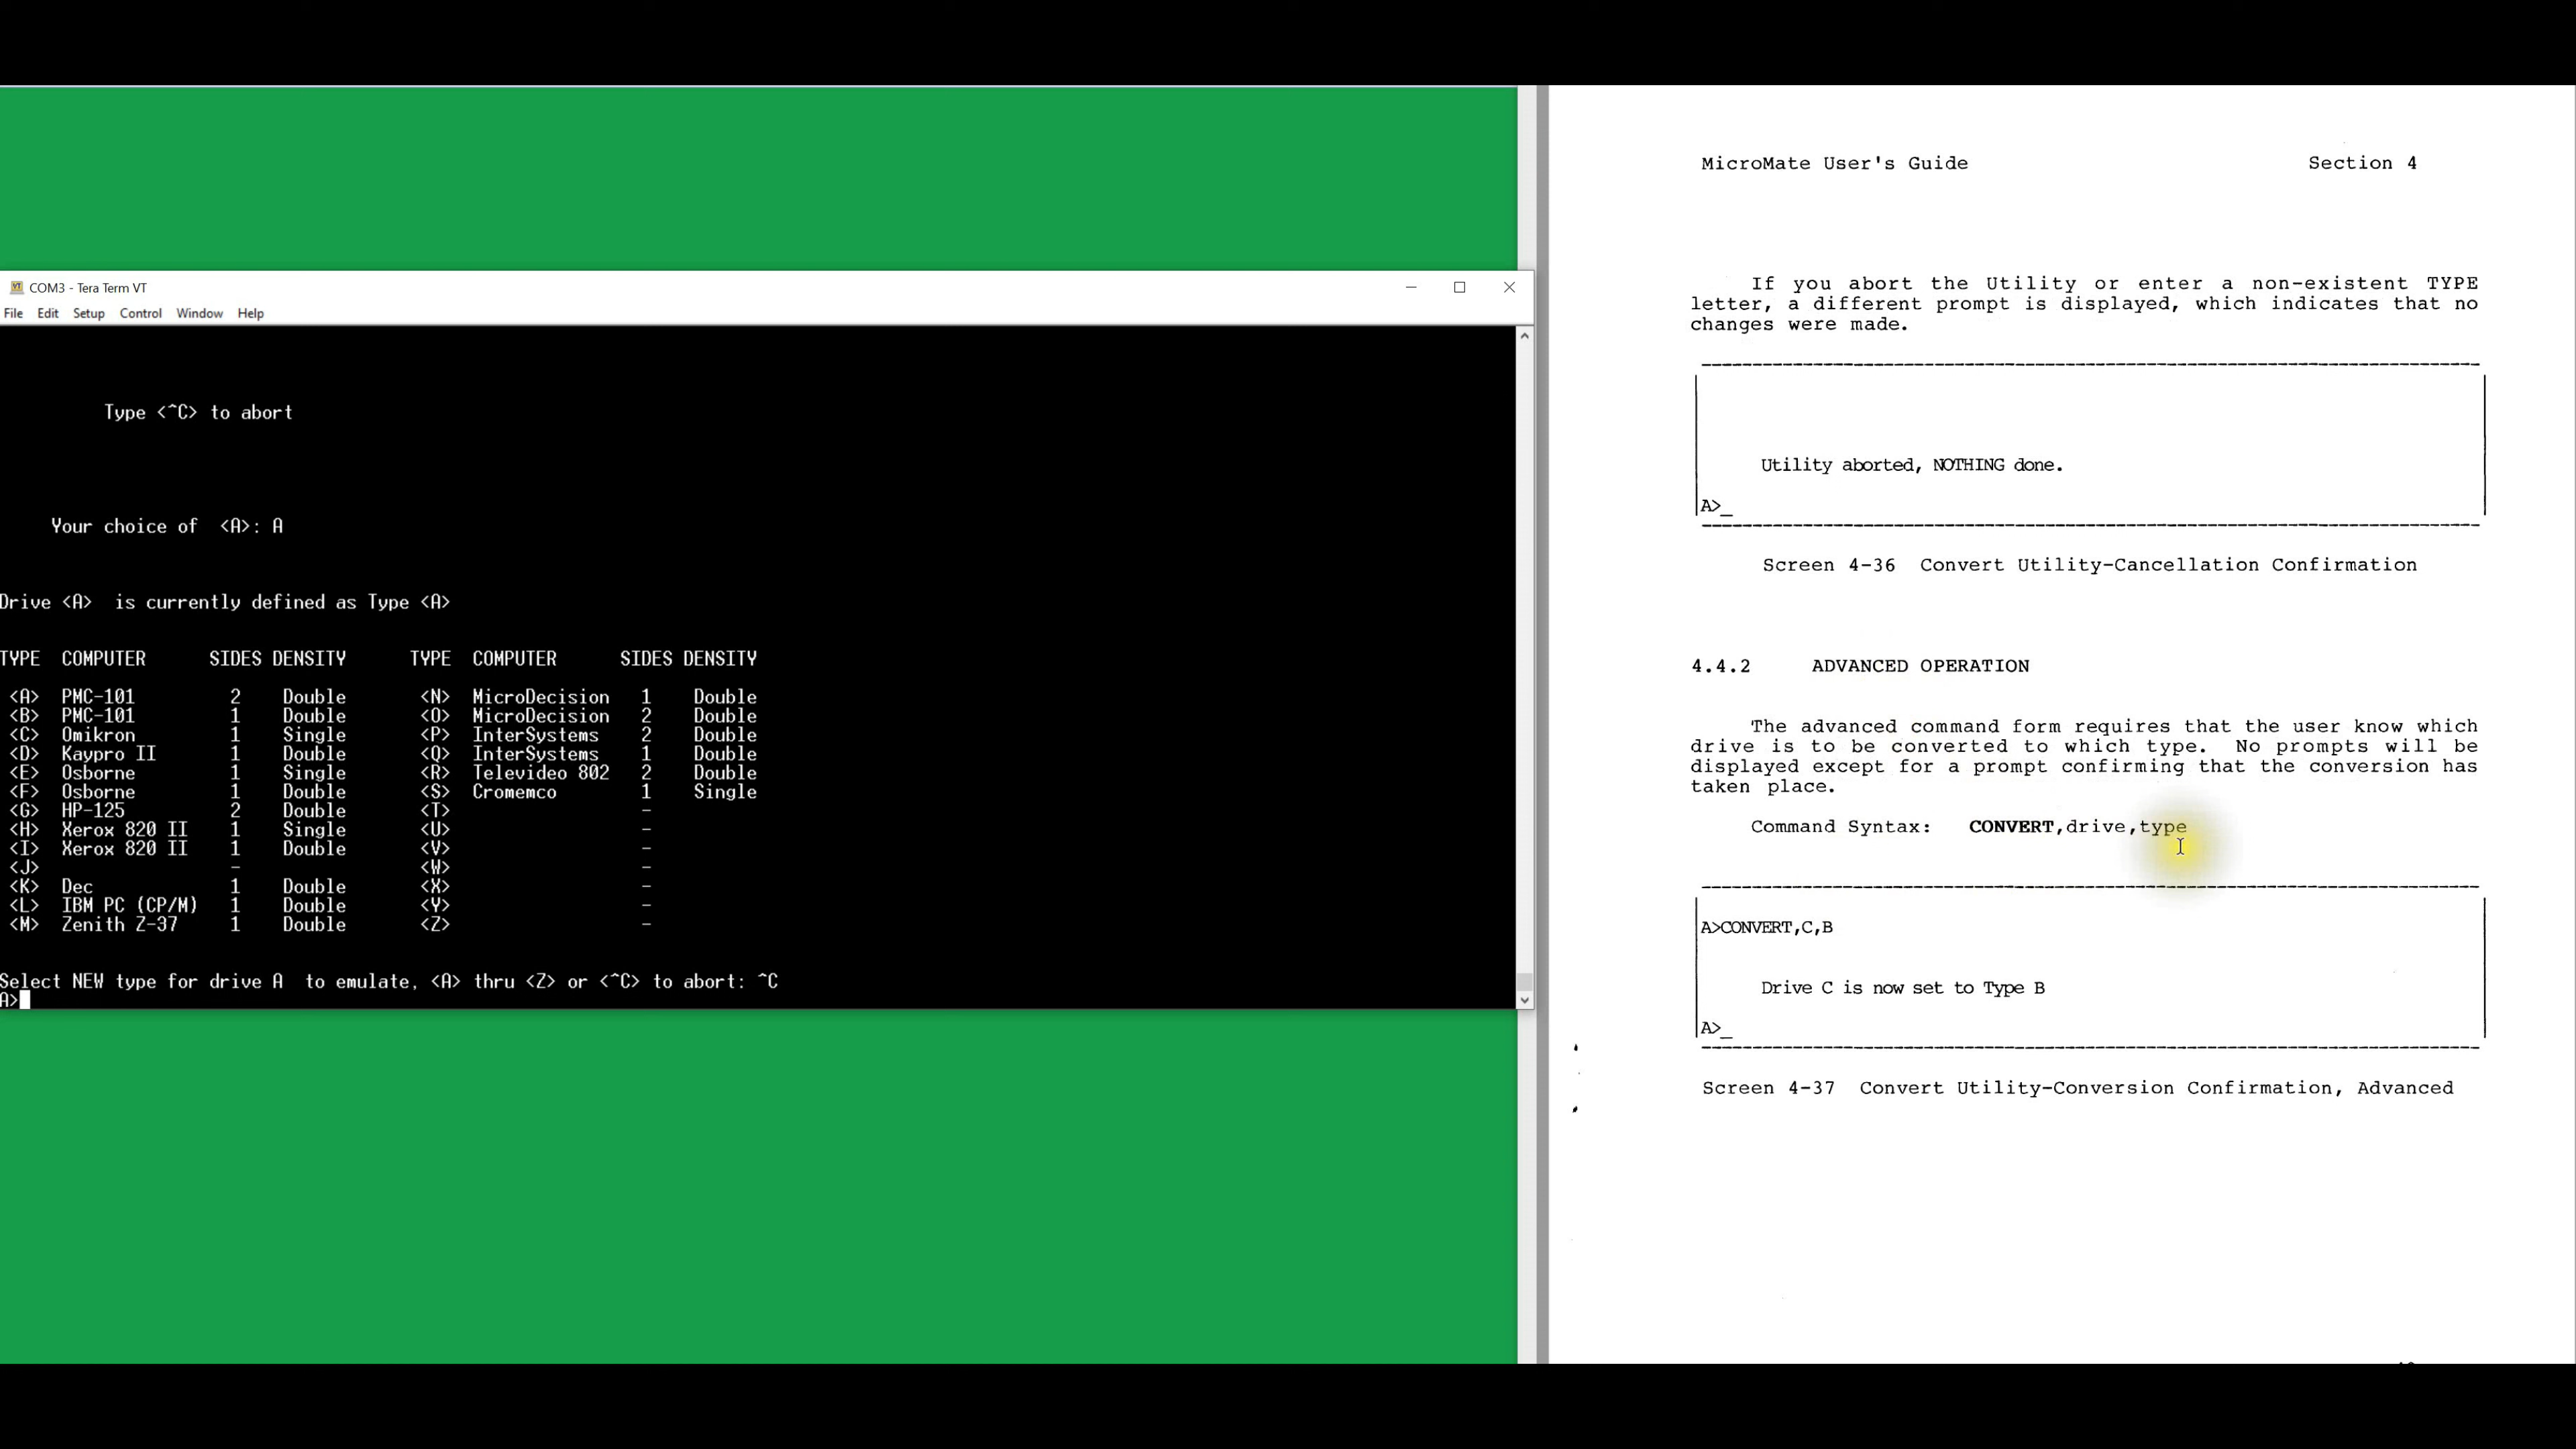 COM3 - Tera Term VT
File Edit Setup Control Window Help
Type <^C> to abort
Your choice of <A>: A
Drive <A> is currently defined as Type <A>
TYPE COMPUTER SIDES DENSITY TYPE COMPUTER SIDES DENSITY
<A> PMC-101 2 Double <N> MicroDecision 1 Double
<B> PMC-101 1 Double <O> MicroDecision 2 Double
<C> Omikron 1 Single <P> InterSystems 2 Double
<D> Kaypro II 1 Double <Q> InterSystems 1 Double
<E> Osborne 1 Single <R> Televideo 802 2 Double
<F> Osborne 1 Double <S> Cromemco 1 Single
<G> HP-125 2 Double <T> -
<H> Xerox 820 II 1 Single <U> -
<I> Xerox 820 II 1 Double <V> -
<J> - <W> -
<K> Dec 1 Double <X> -
<L> IBM PC (CP/M) 1 Double <Y> -
<M> Zenith Z-37 1 Double <Z> -
Select NEW type for drive A to emulate, <A> thru <Z> or <^C> to abort: ^C
A>
MicroMate User's Guide Section 4
If you abort the Utility or enter a non-existent TYPE
letter, a different prompt is displayed, which indicates that no
changes were made.
Utility aborted, NOTHING done.
A>_
Screen 4-36 Convert Utility-Cancellation Confirmation
4.4.2 ADVANCED OPERATION
The advanced command form requires that the user know which
drive is to be converted to which type. No prompts will be
displayed except for a prompt confirming that the conversion has
taken place.
Command Syntax: CONVERT,drive,type
A>CONVERT,C,B
Drive C is now set to Type B
A>_
Screen 4-37 Convert Utility-Conversion Confirmation, Advanced